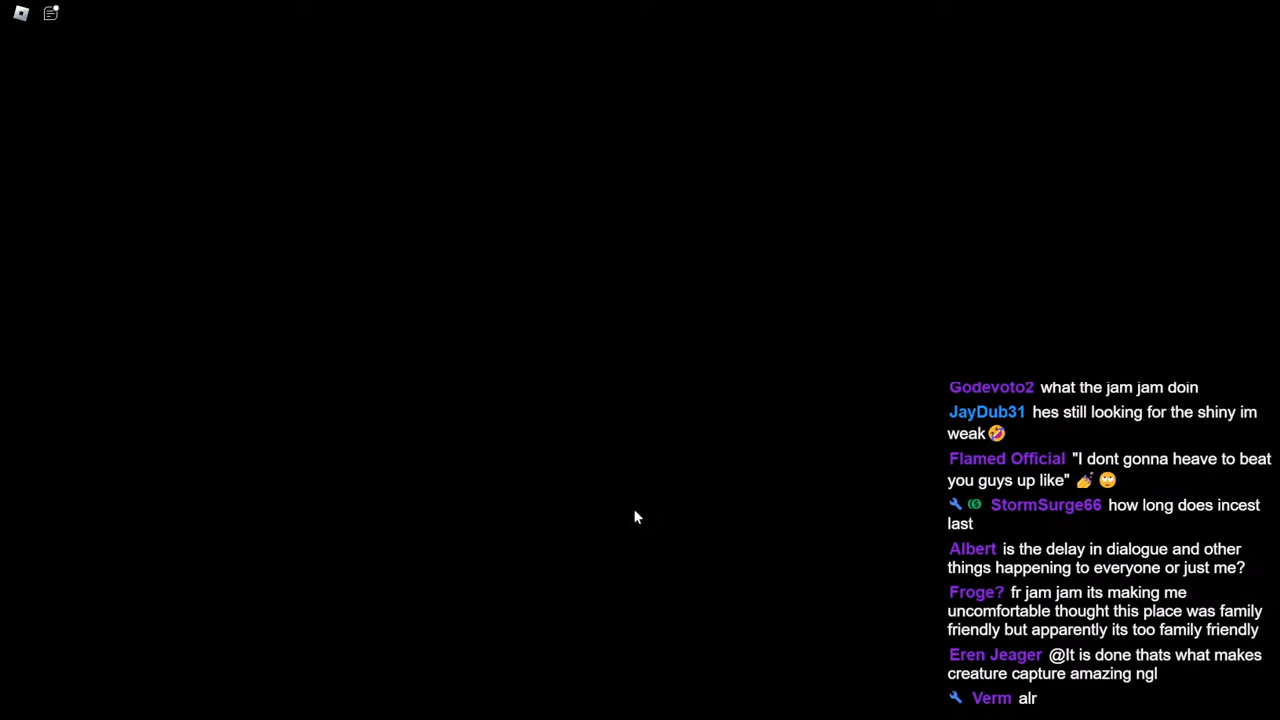 Godevoto2 what the jam jam doin
JayDub31 hes still looking for the shiny im
weak🤣
Flamed Official "I dont gonna heave to beat
you guys up like" 💅 🙄
StormSurge66 how long does incest
last
Albert is the delay in dialogue and other
things happening to everyone or just me?
Froge? fr jam jam its making me
uncomfortable thought this place was family
friendly but apparently its too family friendly
Eren Jeager @It is done thats what makes
creature capture amazing ngl
Verm alr